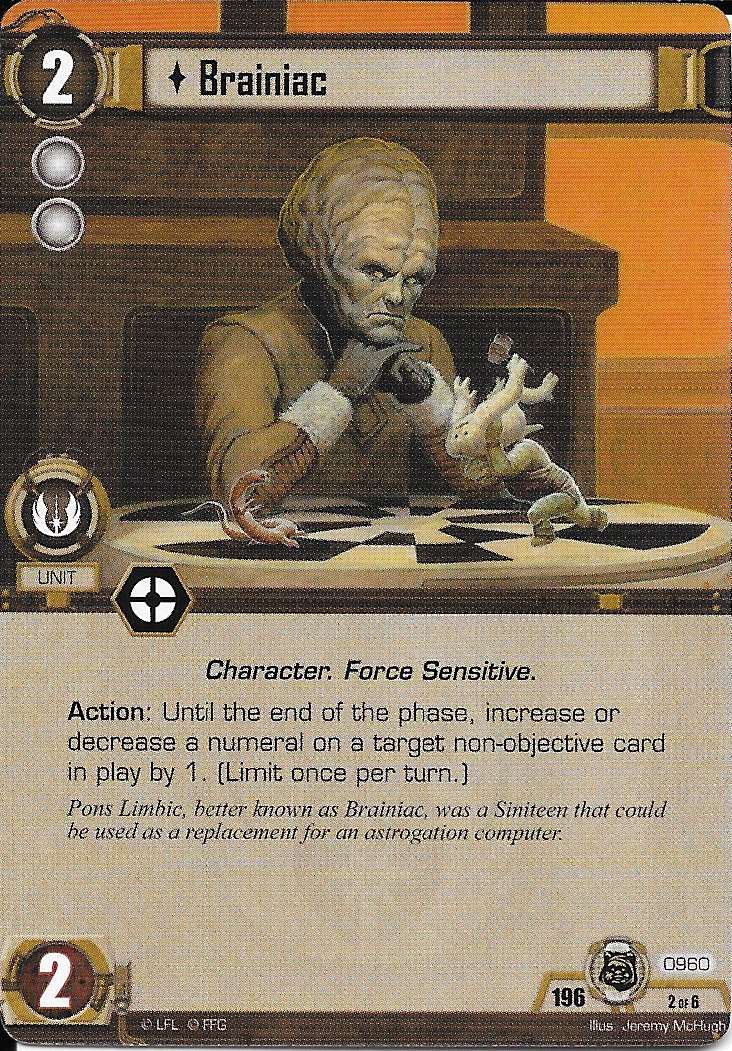 2
Brainiac
UNIT
Character. Force Sensitive.
Action: Until the end of the phase, increase or
decrease a numeral on a target non-objective card
in play by 1. (Limit once per turn.)
Pons Limbic, better known as Brainiac, was a Siniteen that could
be used as a replacement for an astrogation computer.
2
196
0960
2 OF 6
© LFL © FFG
Illus. Jeremy McHugh